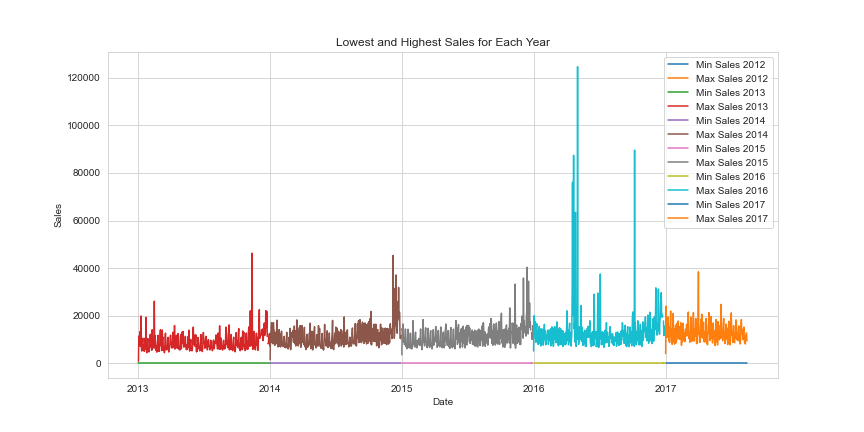 Lowest and Highest Sales for Each Year
120000
100000
80000
60000
40000
20000
0
Sales
2013
2014
2015
2016
2017
Date
Min Sales 2012
Max Sales 2012
Min Sales 2013
Max Sales 2013
Min Sales 2014
Max Sales 2014
Min Sales 2015
Max Sales 2015
Min Sales 2016
Max Sales 2016
Min Sales 2017
Max Sales 2017